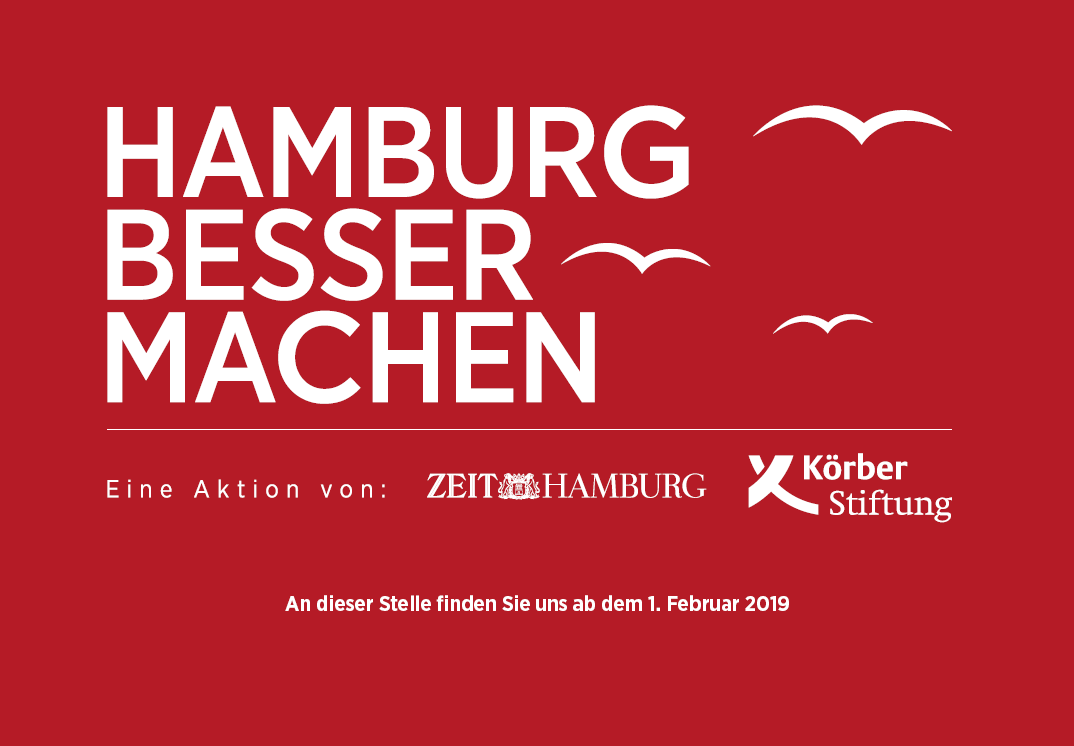 HAMBURG
BESSER
MACHEN
Eine Aktion von: ZEIT HAMBURG Körber
Stiftung
An dieser Stelle finden Sie uns ab dem 1. Februar 2019